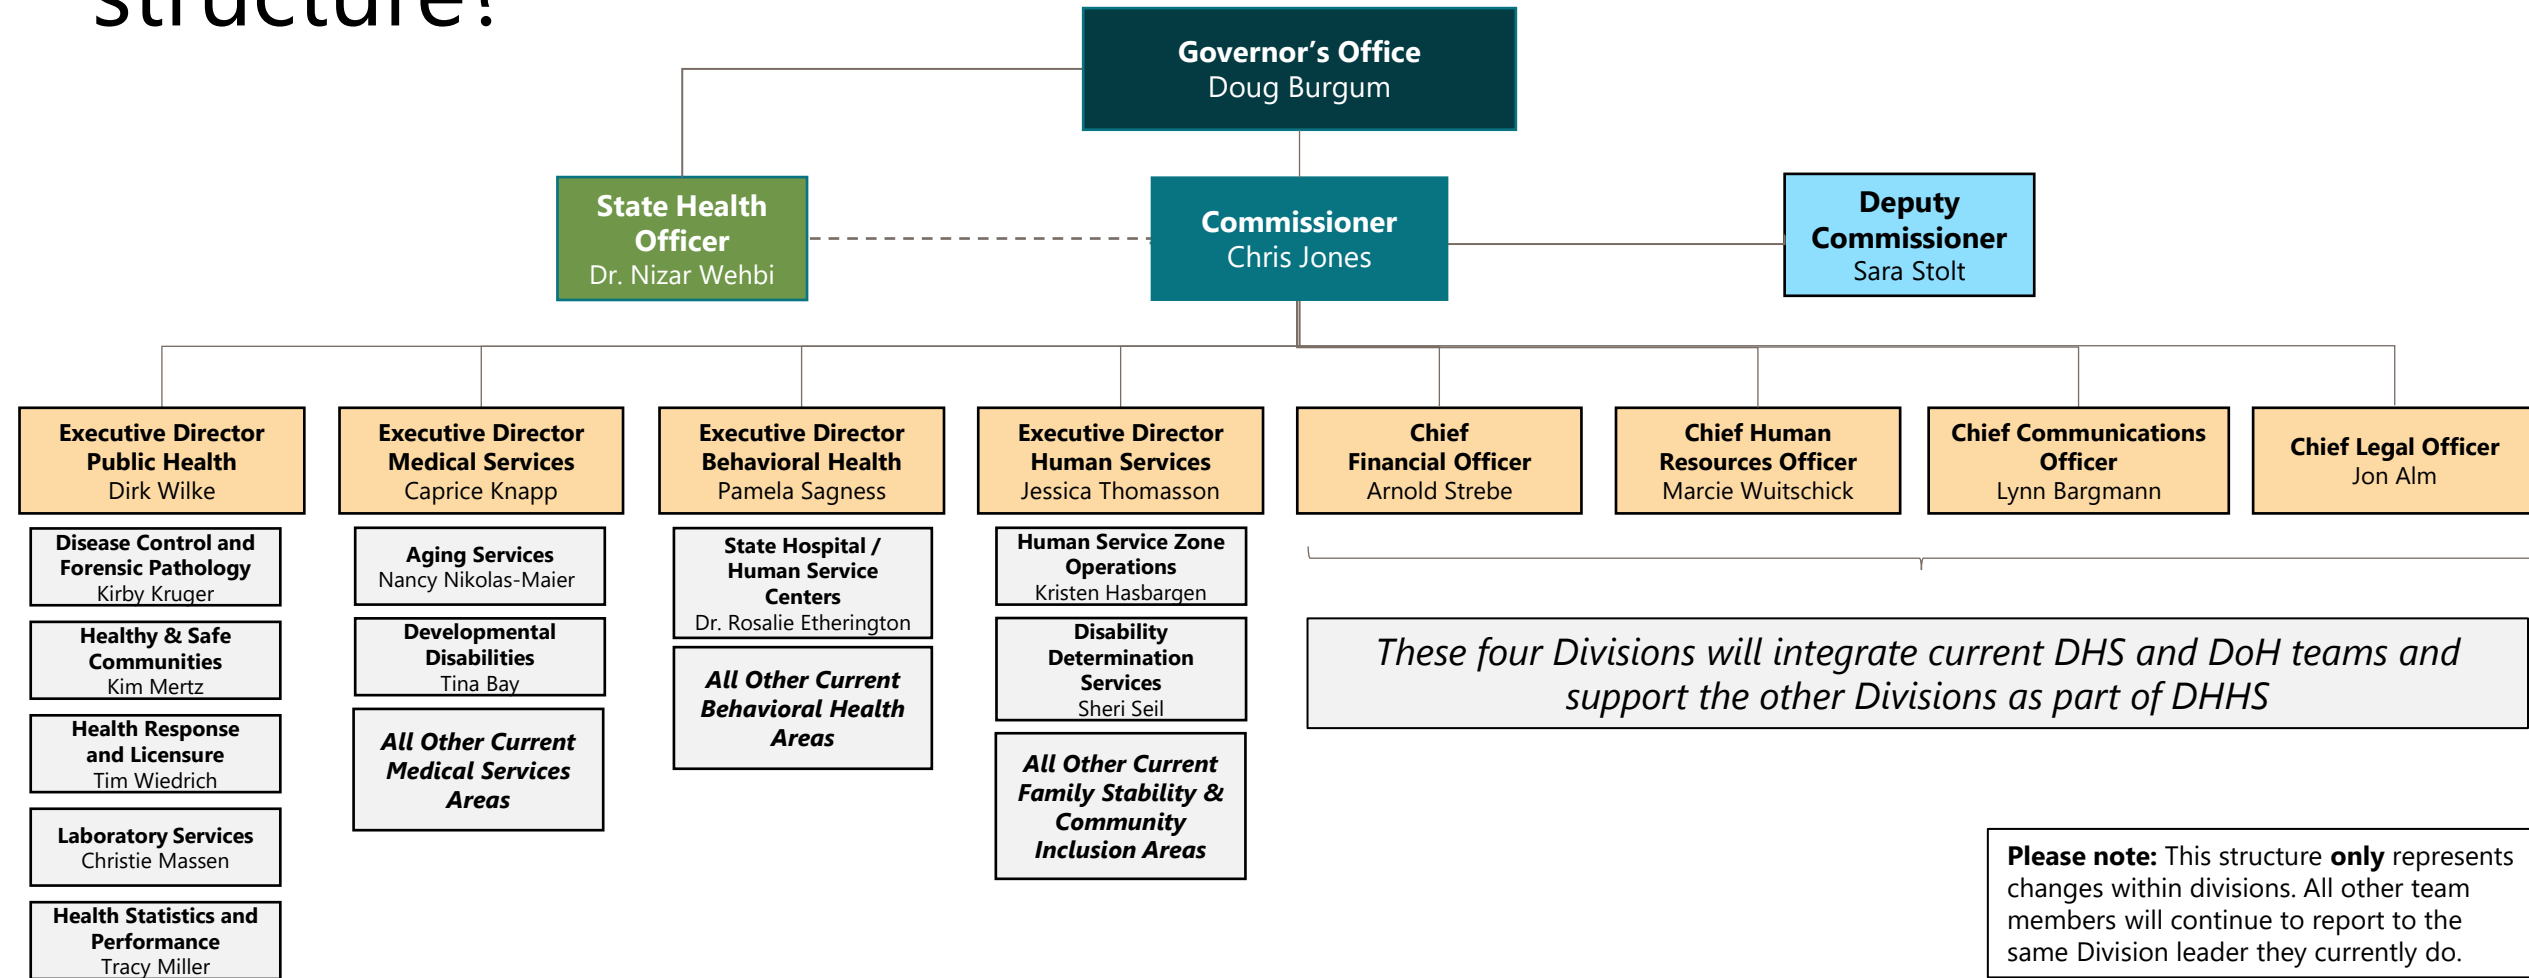 structure?
Governor's Office
Doug Burgum
State Health
Officer
Dr. Nizar Wehbi
Commissioner
Chris Jones
Deputy
Commissioner
Sara Stolt
Executive Director
Public Health
Dirk Wilke
Executive Director
Medical Services
Caprice Knapp
Executive Director
Behavioral Health
Pamela Sagness
Executive Director
Human Services
Jessica Thomasson
Chief
Financial Officer
Arnold Strebe
Chief Human
Resources Officer
Marcie Wuitschick
Chief Communications
Officer
Lynn Bargmann
Chief Legal Officer
Jon Alm
Disease Control and
Forensic Pathology
Kirby Kruger
Healthy & Safe
Communities
Kim Mertz
Health Response
and Licensure
Tim Wiedrich
Laboratory Services
Christie Massen
Health Statistics and
Performance
Tracy Miller
Aging Services
Nancy Nikolas-Maier
Developmental
Disabilities
Tina Bay
All Other Current
Medical Services
Areas
State Hospital /
Human Service
Centers
Dr. Rosalie Etherington
All Other Current
Behavioral Health
Areas
Human Service Zone
Operations
Kristen Hasbargen
Disability
Determination
Services
Sheri Seil
All Other Current
Family Stability &
Community
Inclusion Areas
These four Divisions will integrate current DHS and DoH teams and
support the other Divisions as part of DHHS
Please note: This structure only represents
changes within divisions. All other team
members will continue to report to the
same Division leader they currently do.